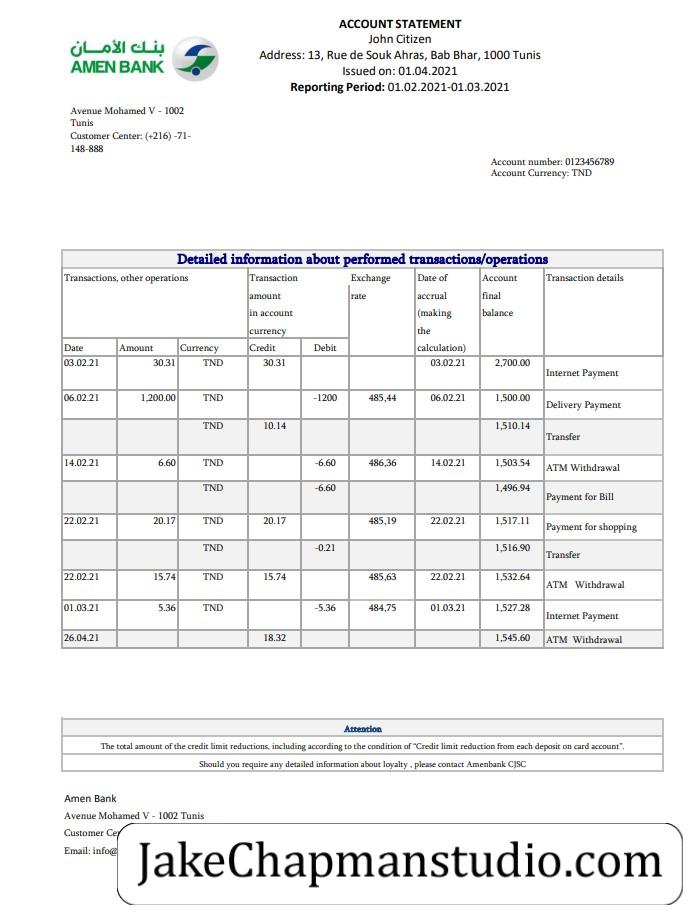 ACCOUNT STATEMENT
John Citizen
Address: 13, Rue de Souk Ahras, Bab Bhar, 1000 Tunis
Issued on: 01.04.2021
Reporting Period: 01.02.2021-01.03.2021
بنك الأمان
AMEN BANK
Avenue Mohamed V - 1002
Tunis
Customer Center: (+216) -71-
148-888
Account number: 0123456789
Account Currency: TND
Detailed information about performed transactions/operations
Transactions, other operations Transaction amount in account currency Exchange rate Date of accrual (making the calculation) Account final balance Transaction details
Date Amount Currency Credit Debit
03.02.21 30.31 TND 30.31 03.02.21 2,700.00 Internet Payment
06.02.21 1,200.00 TND -1200 485,44 06.02.21 1,500.00 Delivery Payment
TND 10.14 1,510.14 Transfer
14.02.21 6.60 TND -6.60 486,36 14.02.21 1,503.54 ATM Withdrawal
TND -6.60 1,496.94 Payment for Bill
22.02.21 20.17 TND 20.17 485,19 22.02.21 1,517.11 Payment for shopping
TND -0.21 1,516.90 Transfer
22.02.21 15.74 TND 15.74 485,63 22.02.21 1,532.64 ATM Withdrawal
01.03.21 5.36 TND -5.36 484,75 01.03.21 1,527.28 Internet Payment
26.04.21 18.32 1,545.60 ATM Withdrawal
Attention
The total amount of the credit limit reductions, including according to the condition of “Credit limit reduction from each deposit on card account”.
Should you require any detailed information about loyalty , please contact Amenbank CJSC
Amen Bank
Avenue Mohamed V - 1002 Tunis
Customer
Email: info@
JakeChapmanstudio.com